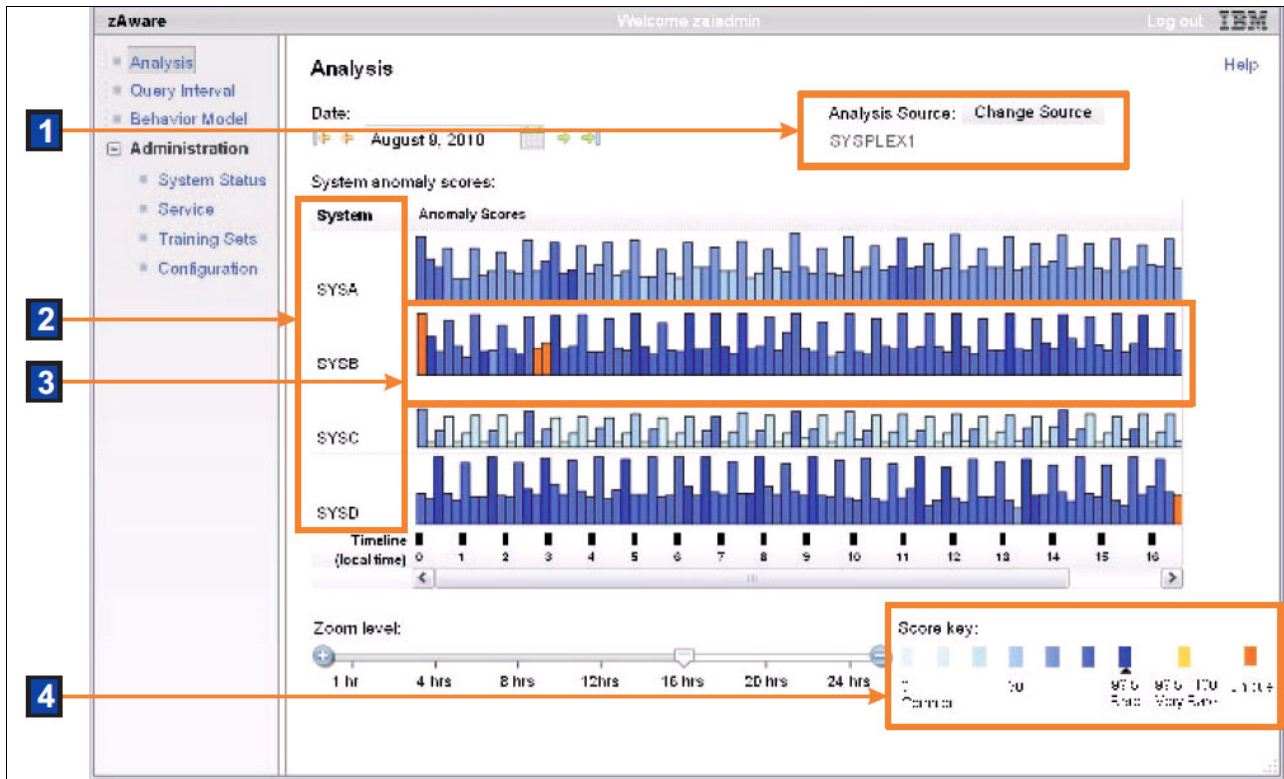 zAware Welcome zaiadmin Log out IBM
Analysis
Query Interval
Behavior Model
Administration
System Status
Service
Training Sets
Configuration
Analysis
Help
Date:
August 9, 2010
Analysis Source: Change Source
SYSPLEX1
System anomaly scores:
System Anomaly Scores
SYSA
SYSB
SYSC
SYSD
Timeline
(local time) 0 1 2 3 4 5 6 7 8 9 10 11 12 13 14 15 16
Zoom level:
1 hr 4 hrs 8 hrs 12hrs 16 hrs 20 hrs 24 hrs
Score key:
1
2
3
4